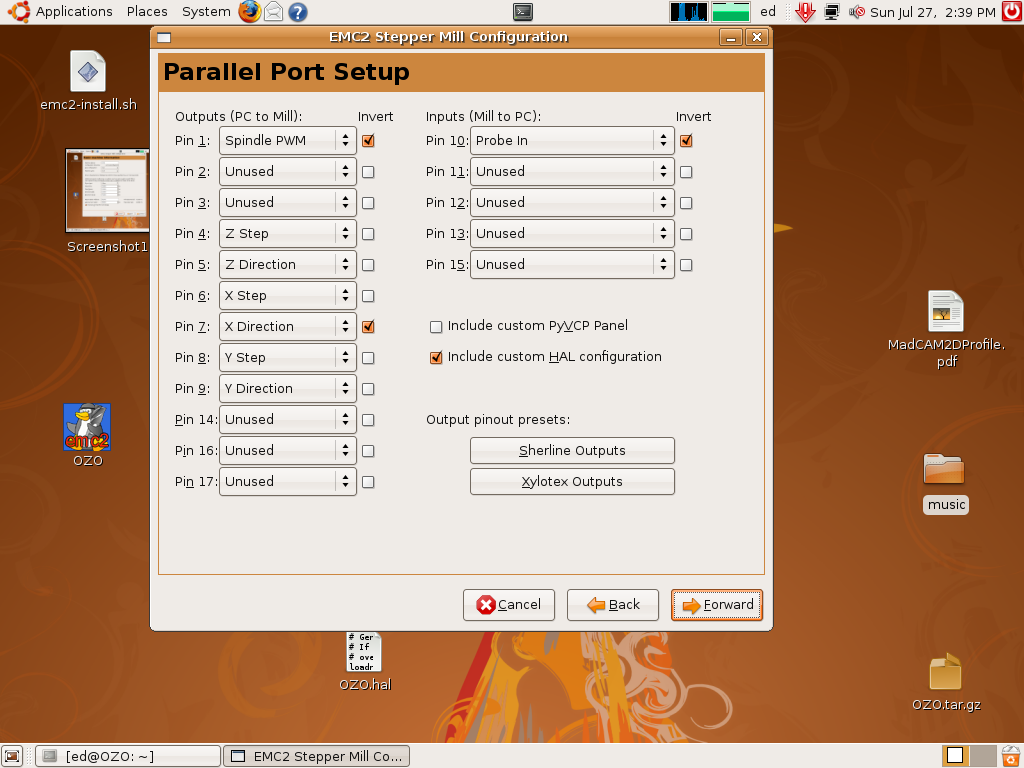 Applications Places System ed Sun Jul 27, 2:39 PM
EMC2 Stepper Mill Configuration
Parallel Port Setup
Outputs (PC to Mill): Invert Inputs (Mill to PC): Invert
Pin 1: Spindle PWM Pin 10: Probe In
Pin 2: Unused Pin 11: Unused
Pin 3: Unused Pin 12: Unused
Pin 4: Z Step Pin 13: Unused
Pin 5: Z Direction Pin 15: Unused
Pin 6: X Step
Pin 7: X Direction Include custom PyVCP Panel
Pin 8: Y Step Include custom HAL configuration
Pin 9: Y Direction
Pin 14: Unused Output pinout presets:
Pin 16: Unused Sherline Outputs
Pin 17: Unused Xylotex Outputs
Cancel Back Forward
emc2-install.sh
Screenshot1
emc2
OZO
MadCAM2DProfile.
pdf
music
# Ger
# If
# ove
loadr
OZO.hal
OZO.tar.gz
[ed@OZO: ~] EMC2 Stepper Mill Co...